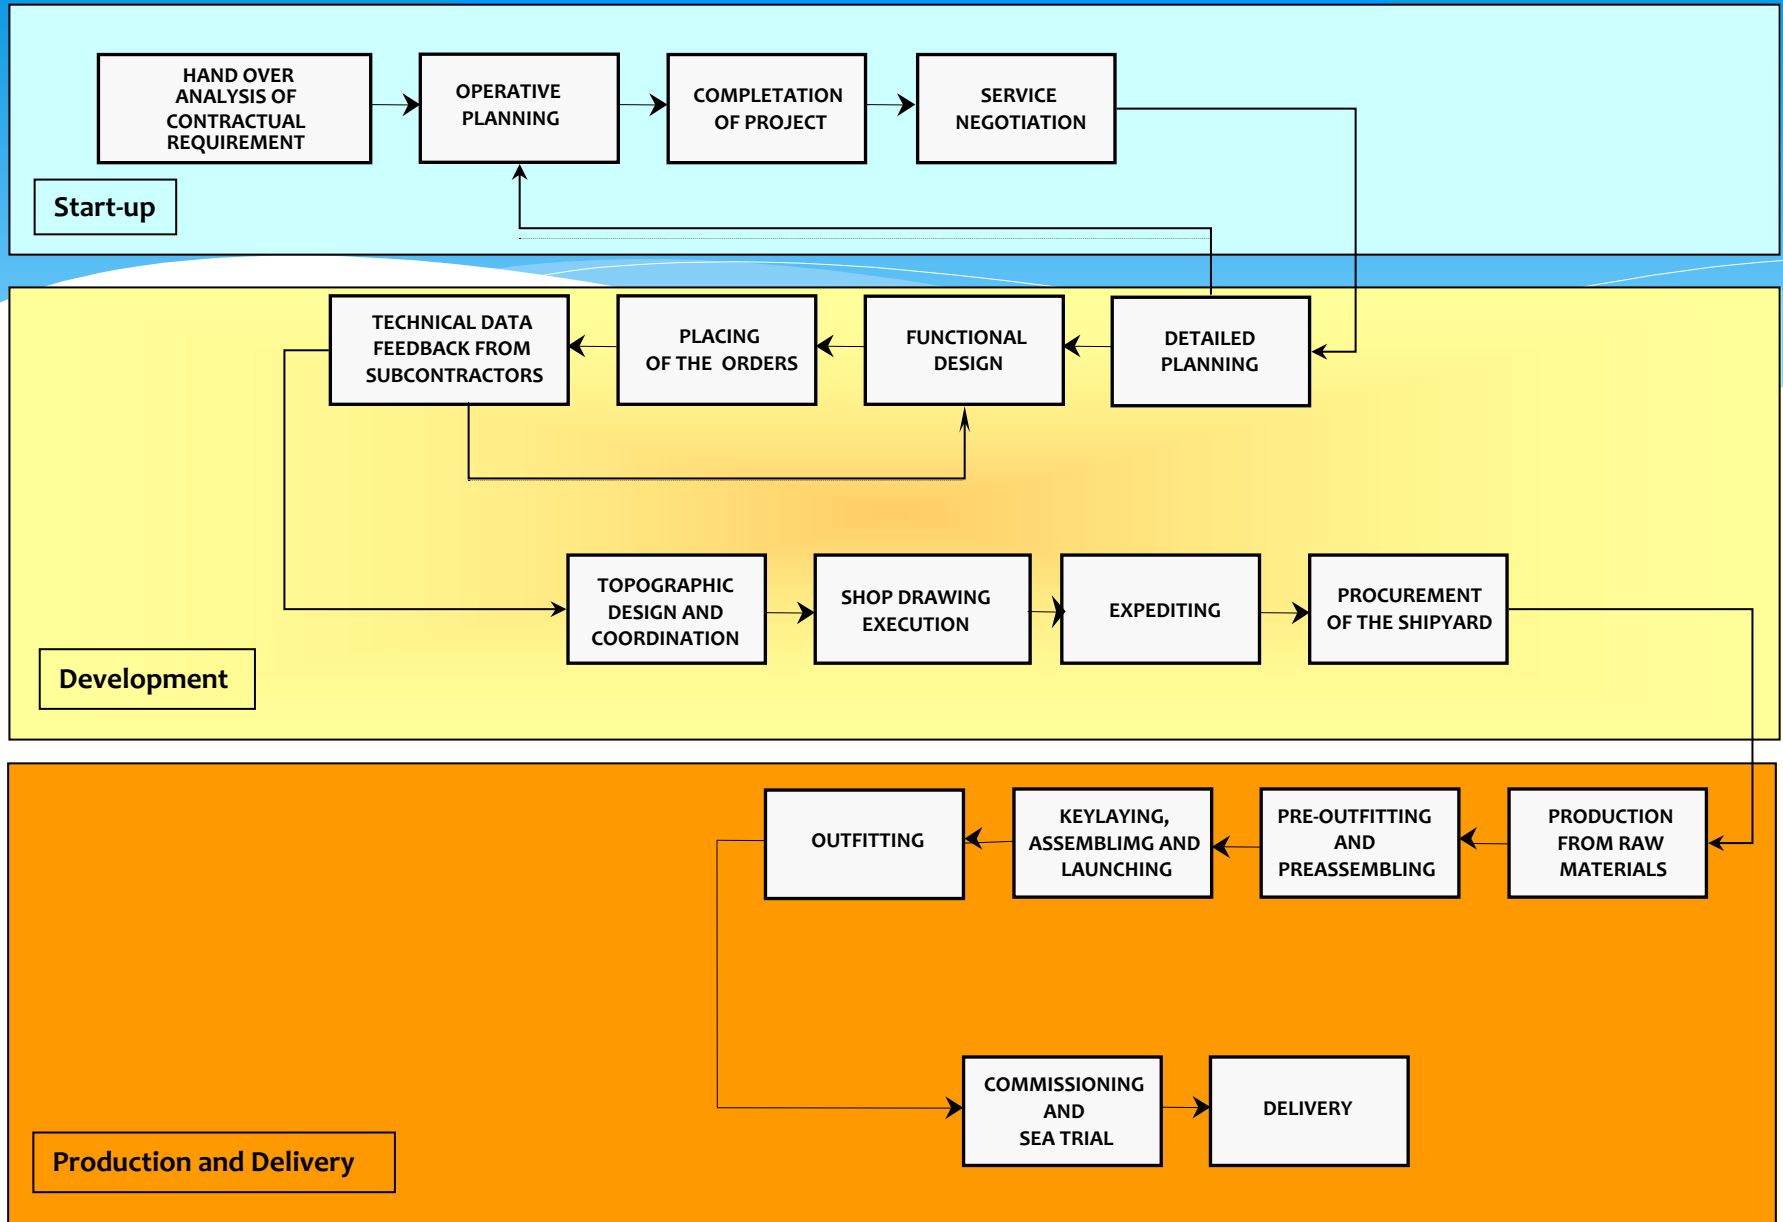 HAND OVER
ANALYSIS OF
CONTRACTUAL
REQUIREMENT
OPERATIVE
PLANNING
COMPLETATION
OF PROJECT
SERVICE
NEGOTIATION
Start-up
TECHNICAL DATA
FEEDBACK FROM
SUBCONTRACTORS
PLACING
OF THE ORDERS
FUNCTIONAL
DESIGN
DETAILED
PLANNING
TOPOGRAPHIC
DESIGN AND
COORDINATION
SHOP DRAWING
EXECUTION
EXPEDITING
PROCUREMENT
OF THE SHIPYARD
Development
OUTFITTING
KEYLAYING,
ASSEMBLIMG AND
LAUNCHING
PRE-OUTFITTING
AND
PREASSEMBLING
PRODUCTION
FROM RAW
MATERIALS
COMMISSIONING
AND
SEA TRIAL
DELIVERY
Production and Delivery